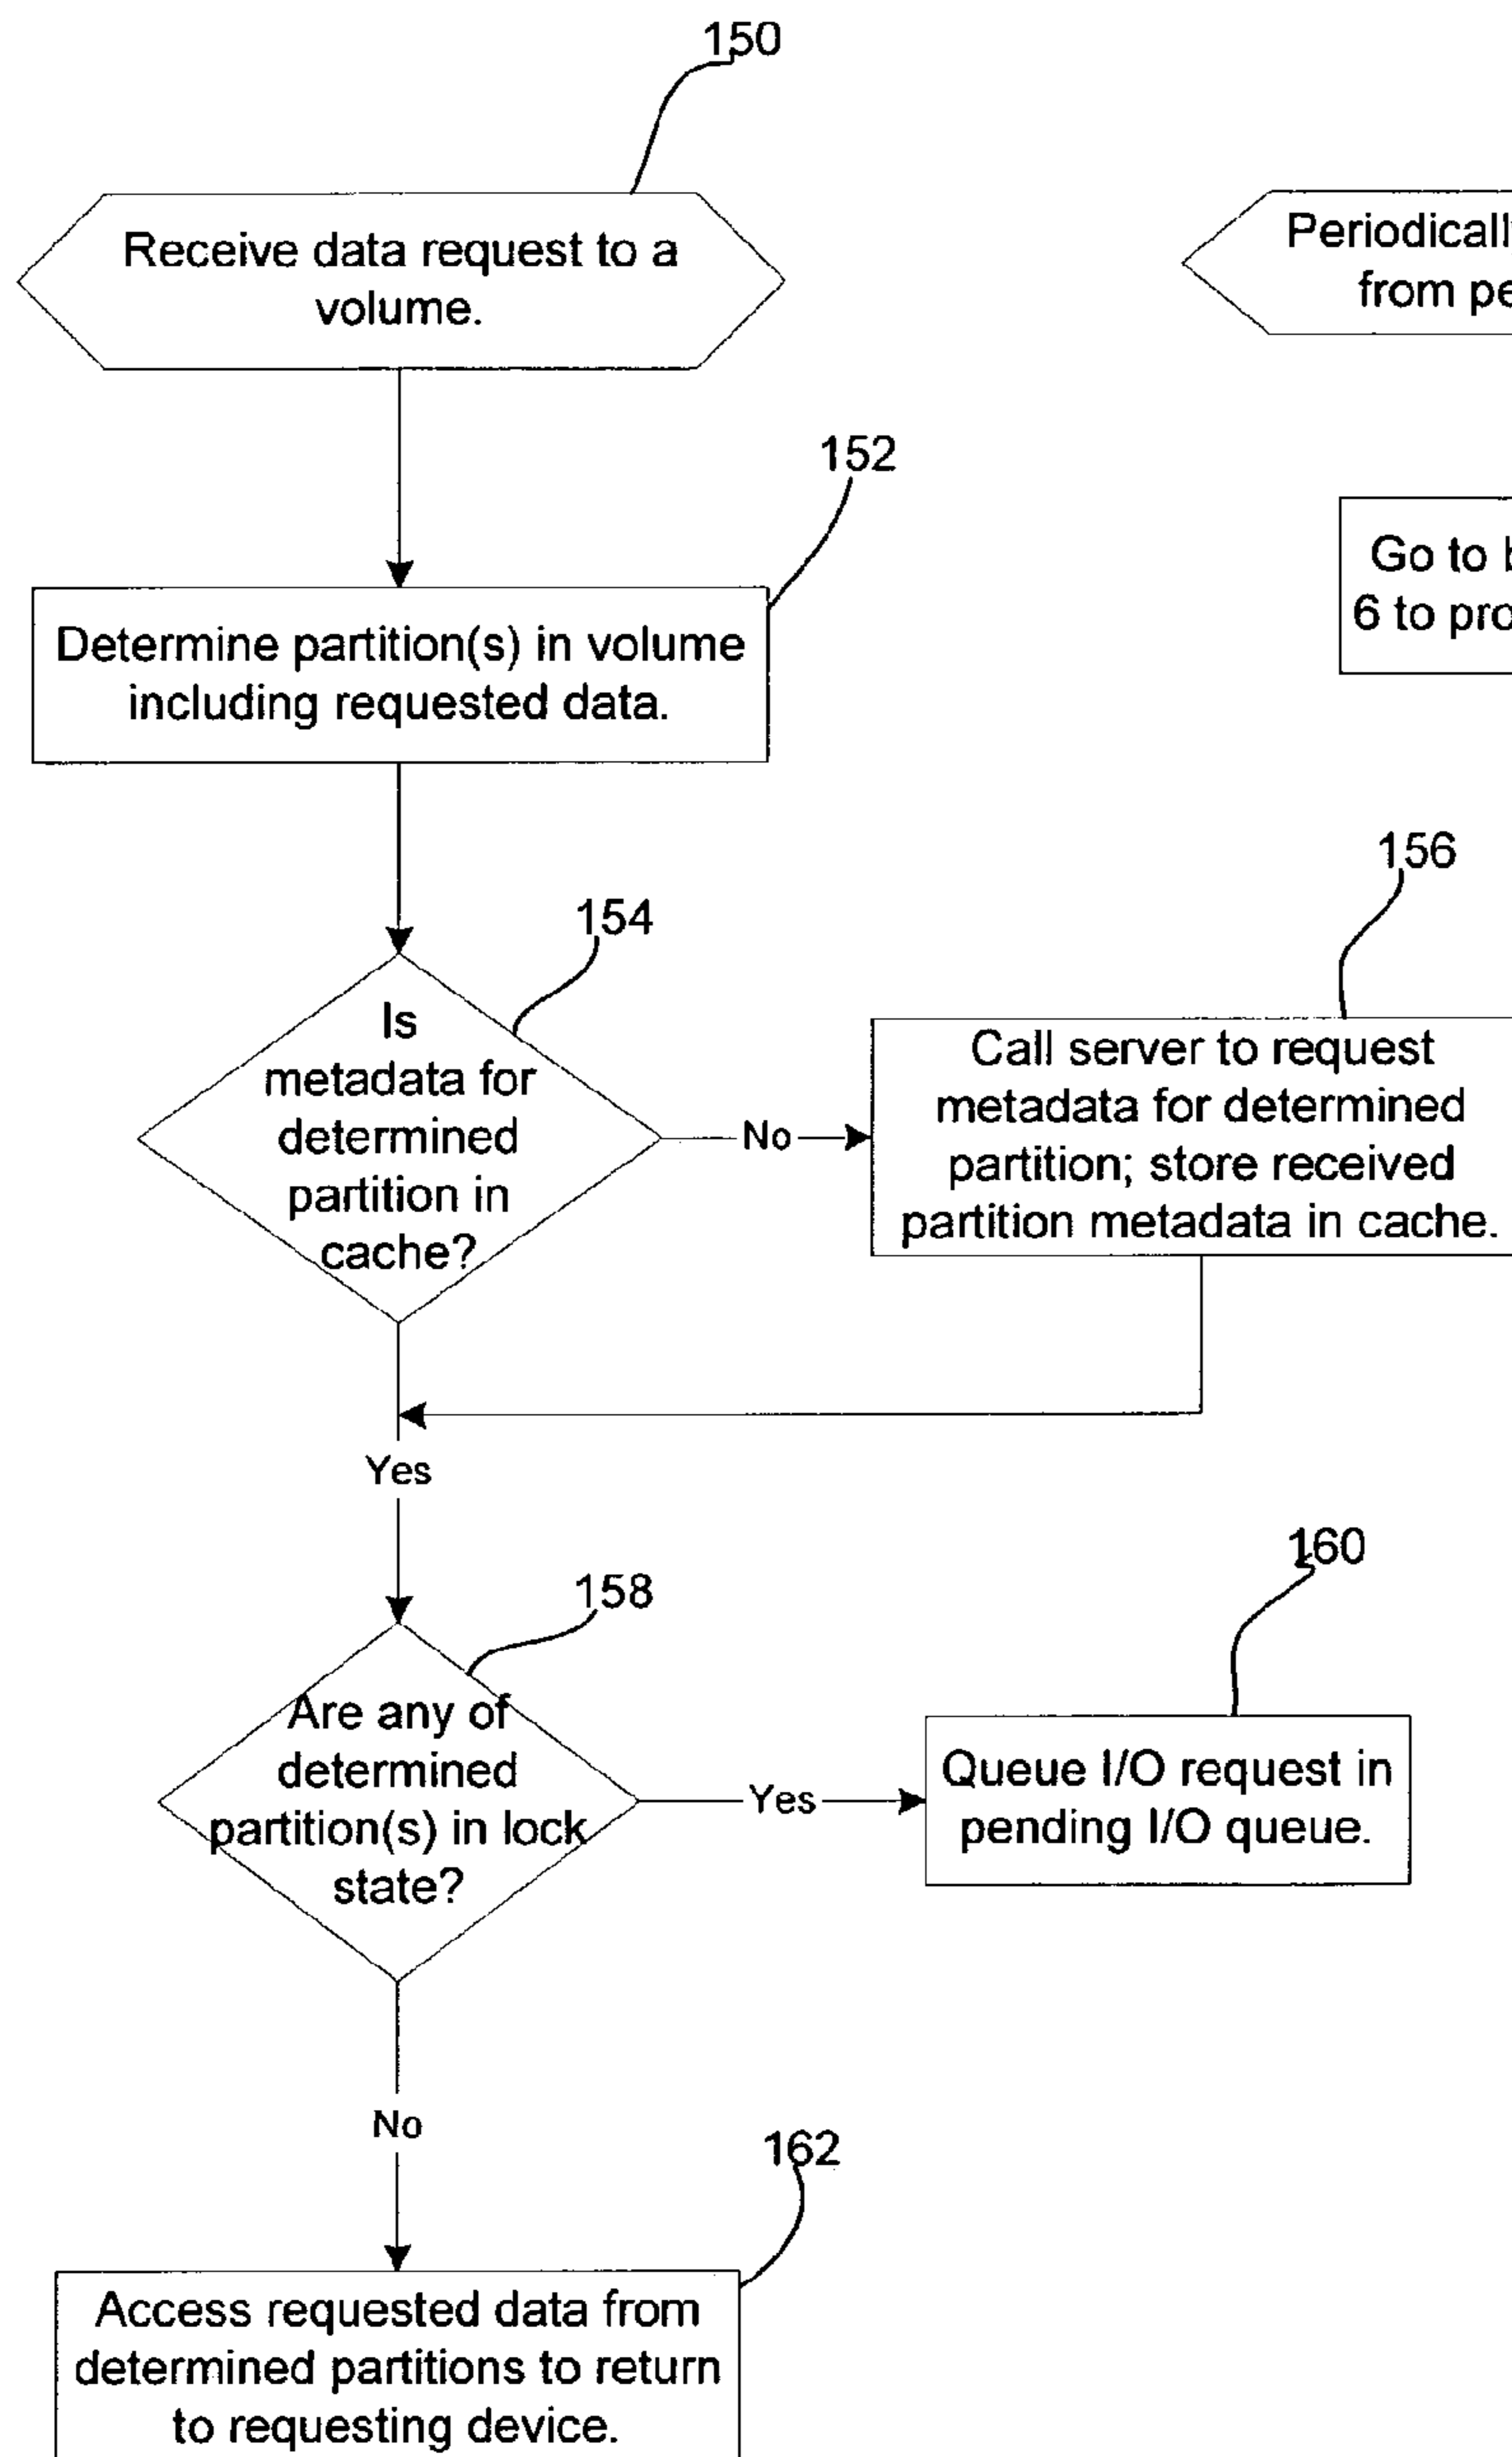 150
Receive data request to a
volume.
152
Determine partition(s) in volume
including requested data.
154
Is
metadata for
determined
partition in
cache?
No
156
Call server to request
metadata for determined
partition; store received
partition metadata in cache.
Yes
158
Are any of
determined
partition(s) in lock
state?
Yes
160
Queue I/O request in
pending I/O queue.
No
162
Access requested data from
determined partitions to return
to requesting device.
from
Go to
6 to